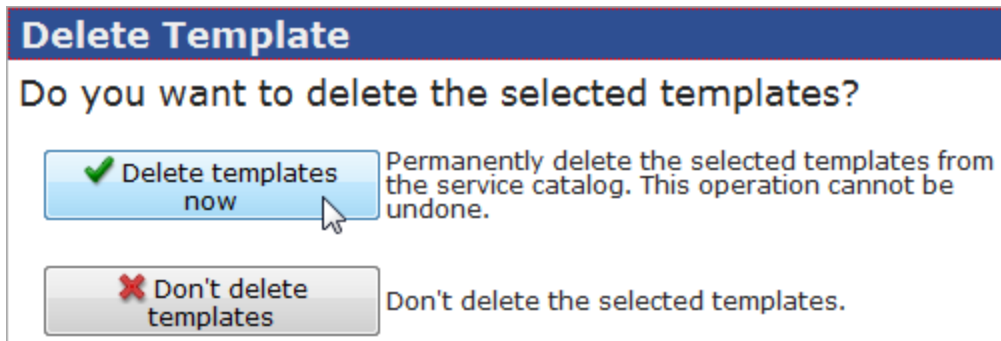 Delete Template
Do you want to delete the selected templates?
Delete templates
now
Permanently delete the selected templates from
the service catalog. This operation cannot be
undone.
Don't delete
templates
Don't delete the selected templates.